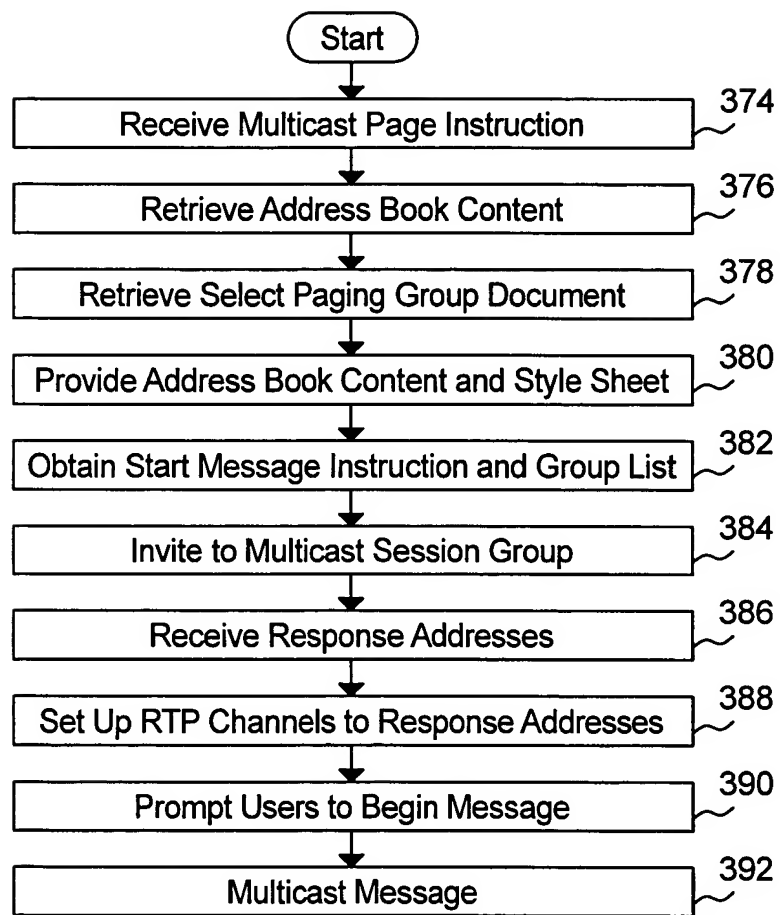 Start
374
Receive Multicast Page Instruction
376
Retrieve Address Book Content
378
Retrieve Select Paging Group Document
380
Provide Address Book Content and Style Sheet
382
Obtain Start Message Instruction and Group List
384
Invite to Multicast Session Group
386
Receive Response Addresses
388
Set Up RTP Channels to Response Addresses
390
Prompt Users to Begin Message
392
Multicast Message